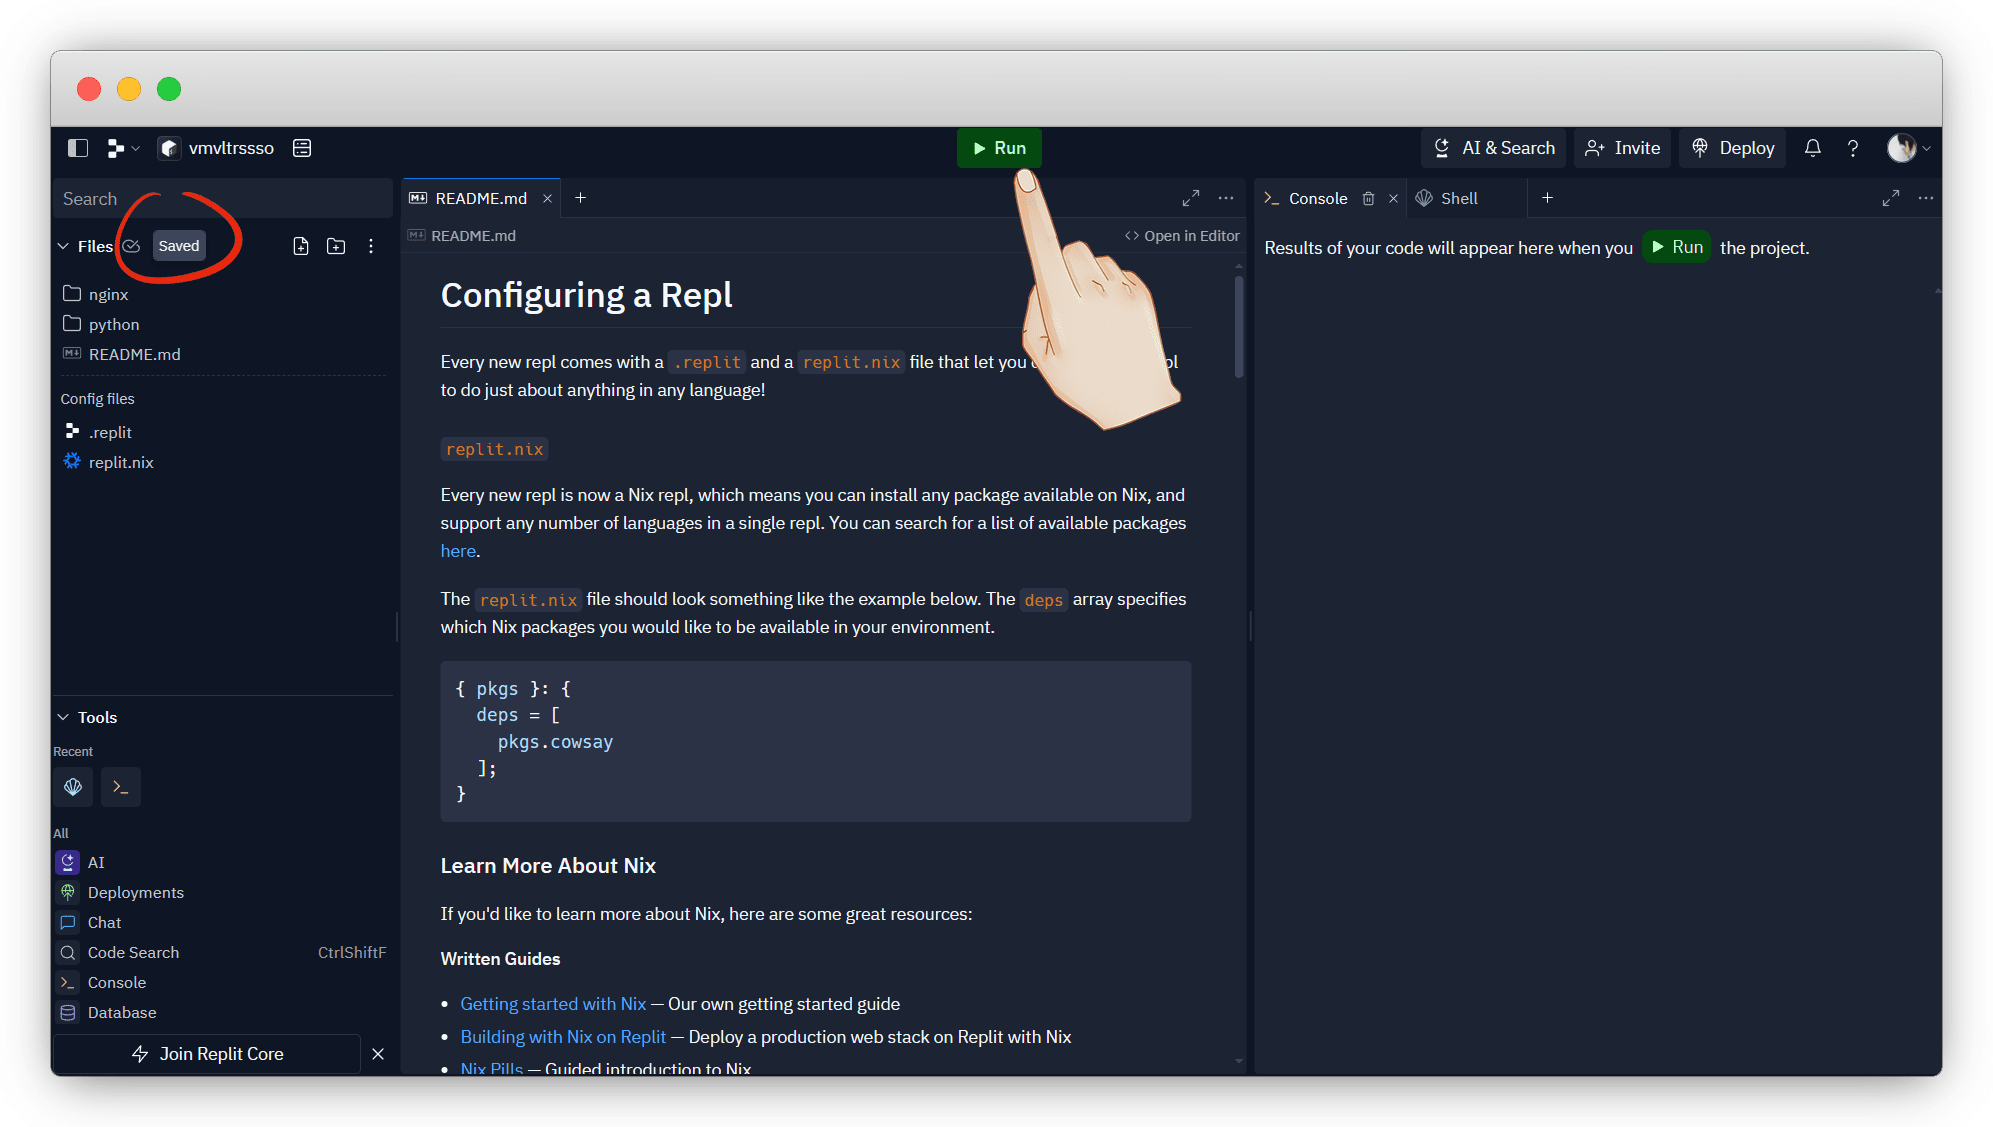 vmvltrssso
Run
AI & Search
Invite
Deploy
Search
Files
Saved
nginx
python
README.md
Config files
.replit
replit.nix
Tools
Recent
All
AI
Deployments
Chat
Code Search CtrlShiftF
Console
Database
Join Replit Core
README.md
README.md
Open in Editor
Configuring a Repl
Every new repl comes with a .replit and a replit.nix file that let you
to do just about anything in any language!
replit.nix
Every new repl is now a Nix repl, which means you can install any package available on Nix, and
support any number of languages in a single repl. You can search for a list of available packages
here.
The replit.nix file should look something like the example below. The deps array specifies
which Nix packages you would like to be available in your environment.
{ pkgs }: {
deps = [
pkgs.cowsay
];
}
Learn More About Nix
If you'd like to learn more about Nix, here are some great resources:
Written Guides
• Getting started with Nix — Our own getting started guide
• Building with Nix on Replit — Deploy a production web stack on Replit with Nix
• Nix Pills — Guided introduction to Nix
Console
Shell
Results of your code will appear here when you Run the project.